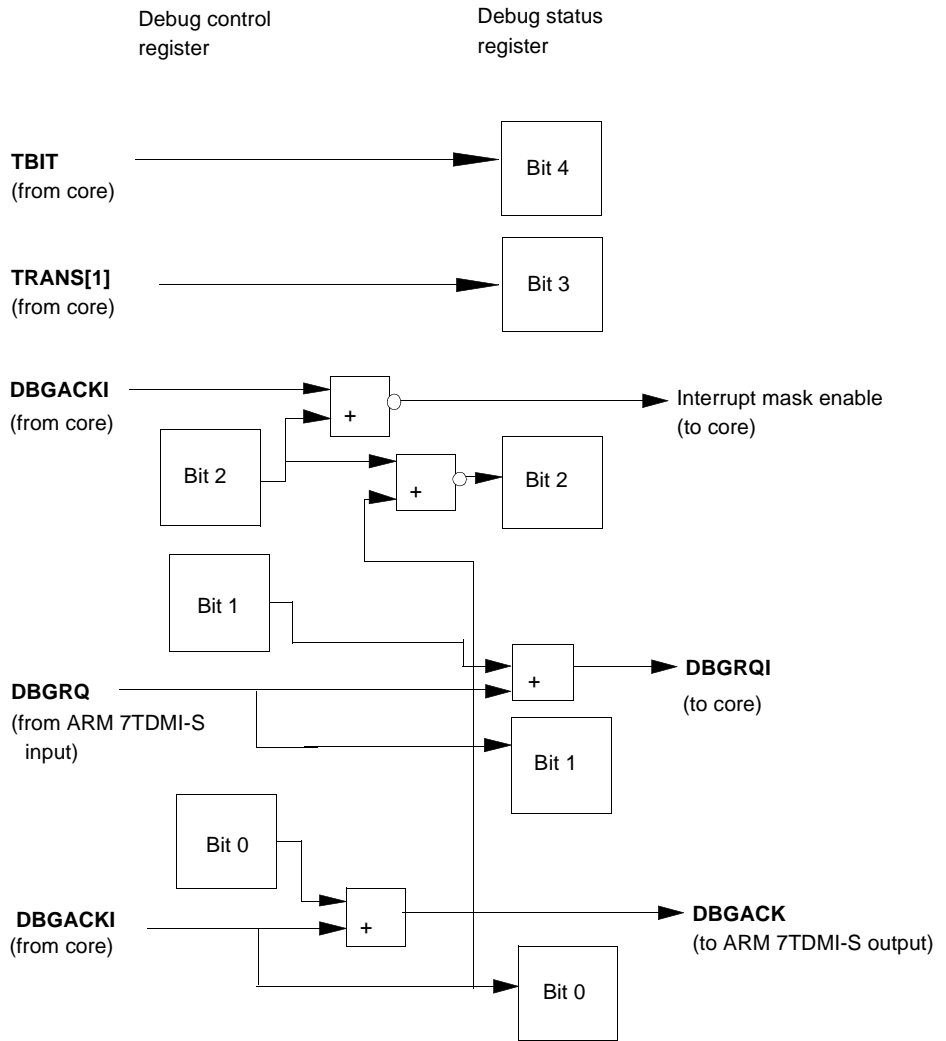 Debug control
register
Debug status
register
TBIT
(from core)
Bit 4
TRANS[1]
(from core)
Bit 3
DBGACKI
(from core)
+
Interrupt mask enable
(to core)
Bit 2
+
Bit 2
Bit 1
DBGRQ
(from ARM 7TDMI-S
input)
+
DBGRQI
(to core)
Bit 1
Bit 0
DBGACKI
(from core)
+
DBGACK
(to ARM 7TDMI-S output)
Bit 0